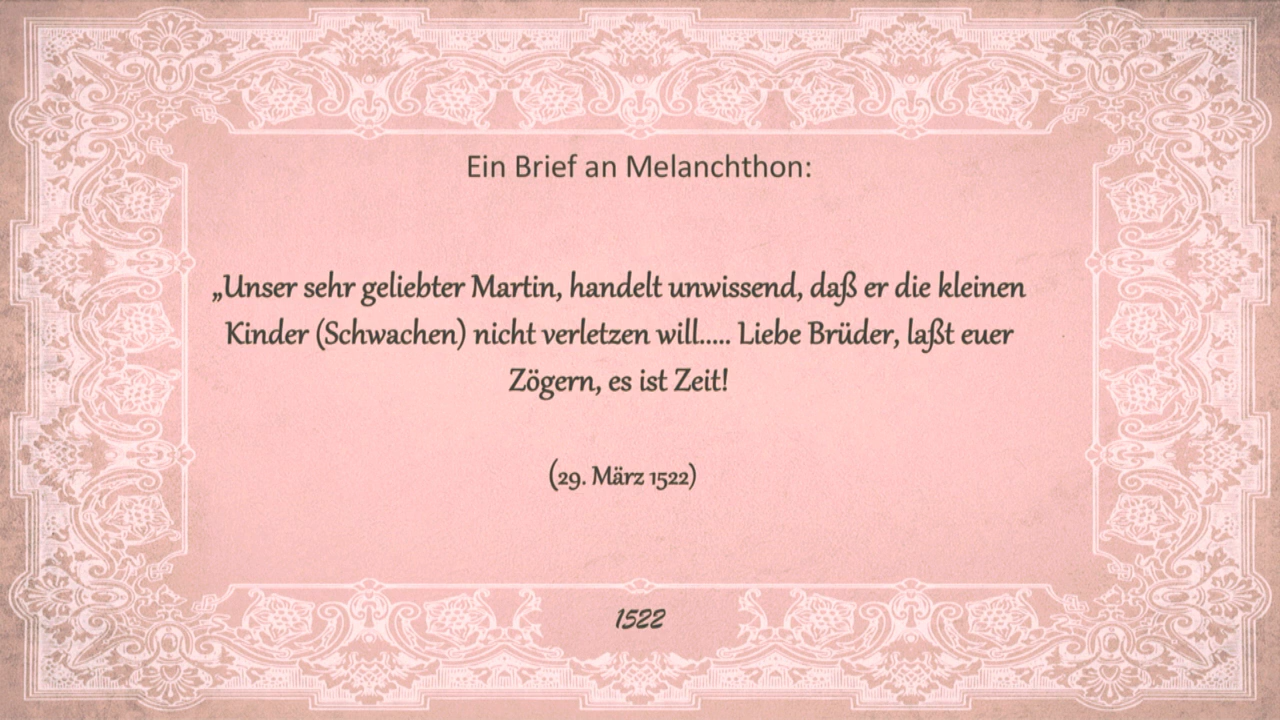 Ein Brief an Melanchthon:
„Unser sehr geliebter Martin, handelt unwissend, daß er die kleinen
Kinder (Schwachen) nicht verletzen will..... Liebe Brüder, laßt euer
Zögern, es ist Zeit!
(29. März 1522)
1522